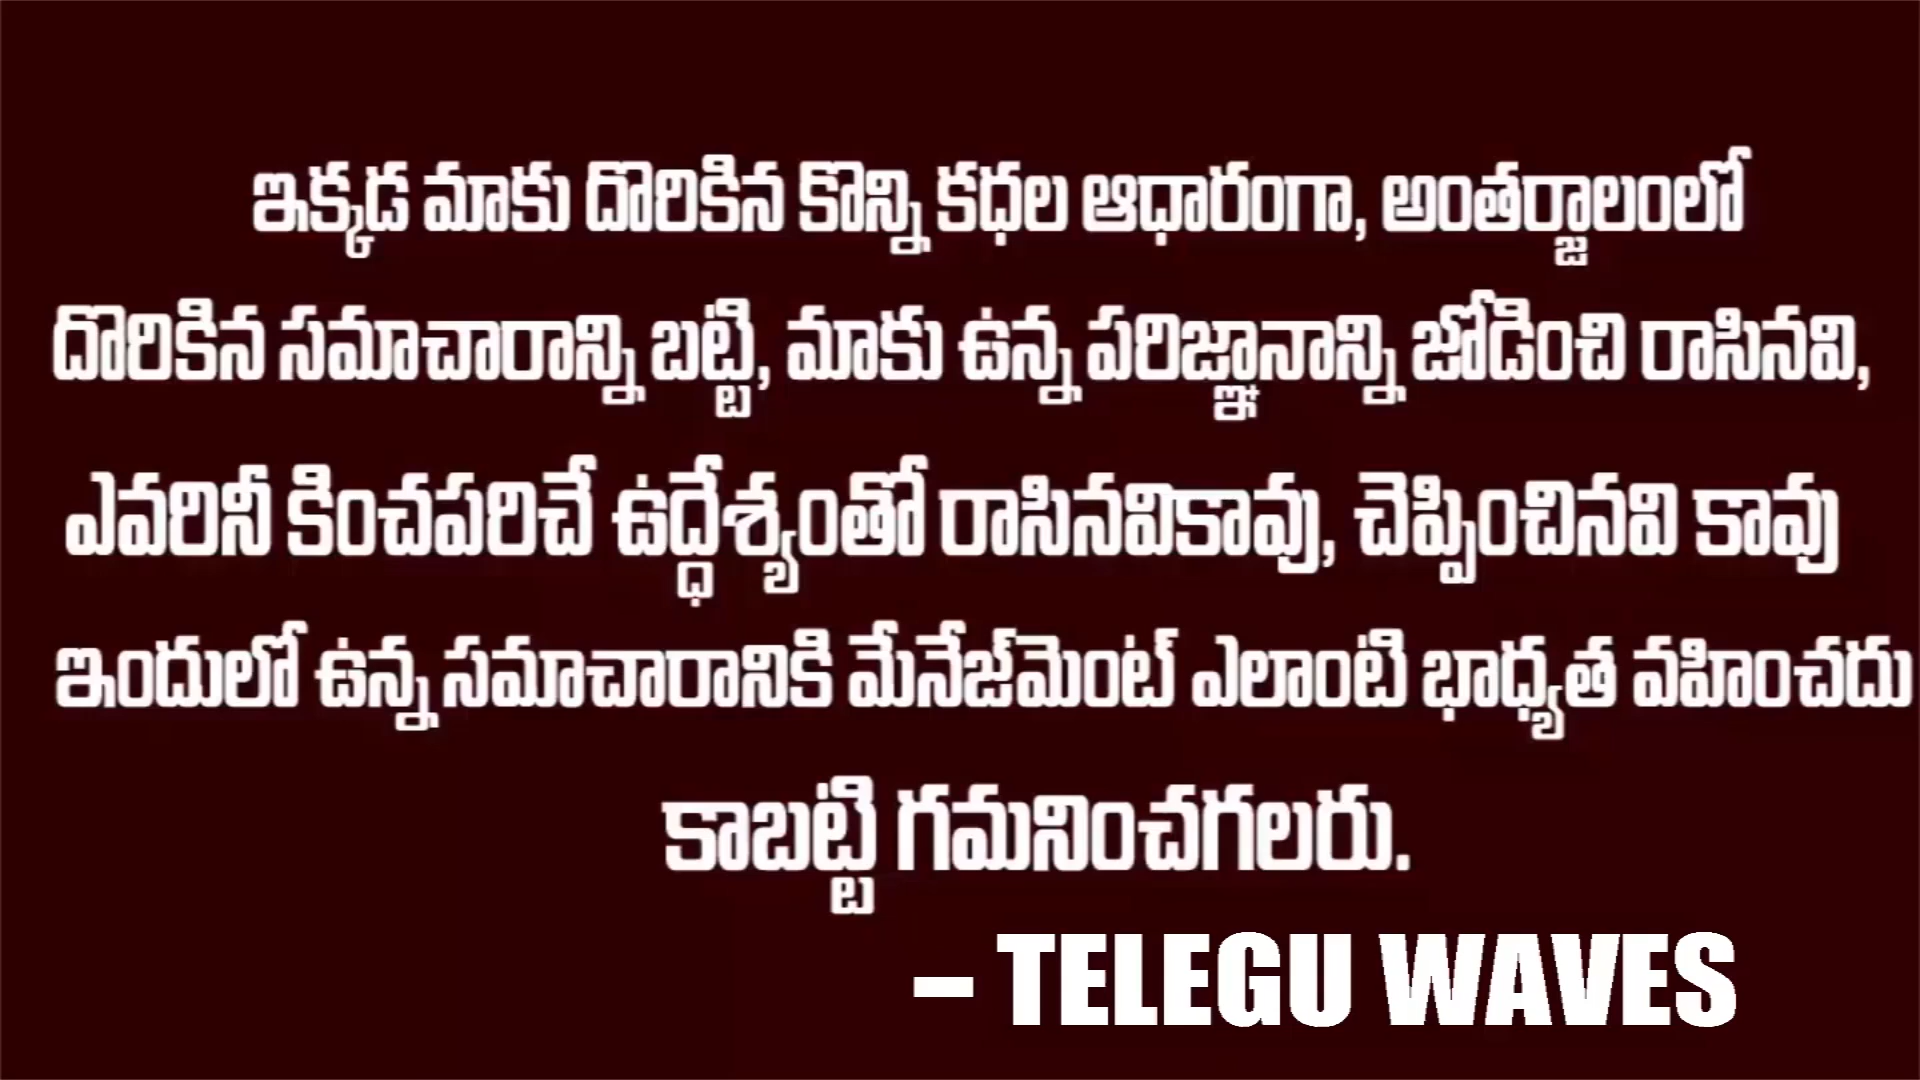 ఇక్కడ మాకు దొరికిన కొన్ని కధల ఆధారంగా, అంతర్జాలంలో
దొరికిన సమాచారాన్ని బట్టి, మాకు ఉన్న పరిజ్ఞానాన్ని జోడించి రాసినవి,
ఎవరినీ కించపరిచే ఉద్ధేశ్యంతో రాసినవికావు, చెప్పించినవి కావు
ఇందులో ఉన్న సమాచారానికి మేనేజ్‌మెంట్ ఎలాంటి భాధ్యత వహించదు
కాబట్టి గమనించగలరు.
– TELEGU WAVES